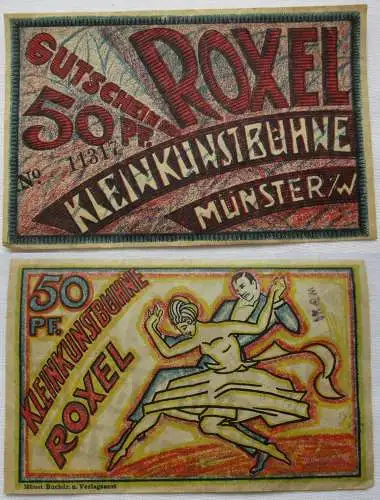 GUTSCHEIN
50 PF.
ROXEL
No 11317
KLEINKUNSTBÜHNE
MÜNSTER i/W
50
PF.
KLEINKUNSTBÜHNE
ROXEL
Münst Buchdr. u. Verlagsanst